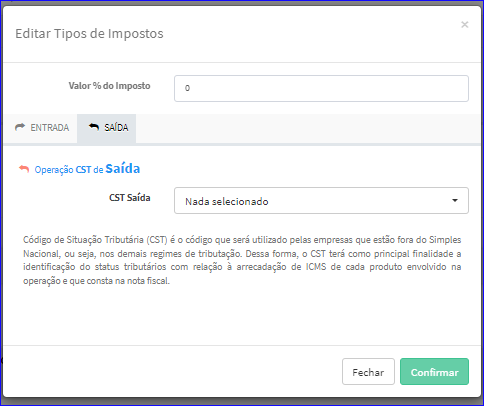 Editar Tipos de Impostos
×
Valor % do Imposto
0
ENTRADA SAÍDA
Operação CST de Saída
CST Saída
Nada selecionado
Código de Situação Tributária (CST) é o código que será utilizado pelas empresas que estão fora do Simples
Nacional, ou seja, nos demais regimes de tributação. Dessa forma, o CST terá como principal finalidade a
identificação do status tributários com relação à arrecadação de ICMS de cada produto envolvido na
operação e que consta na nota fiscal.
Fechar Confirmar